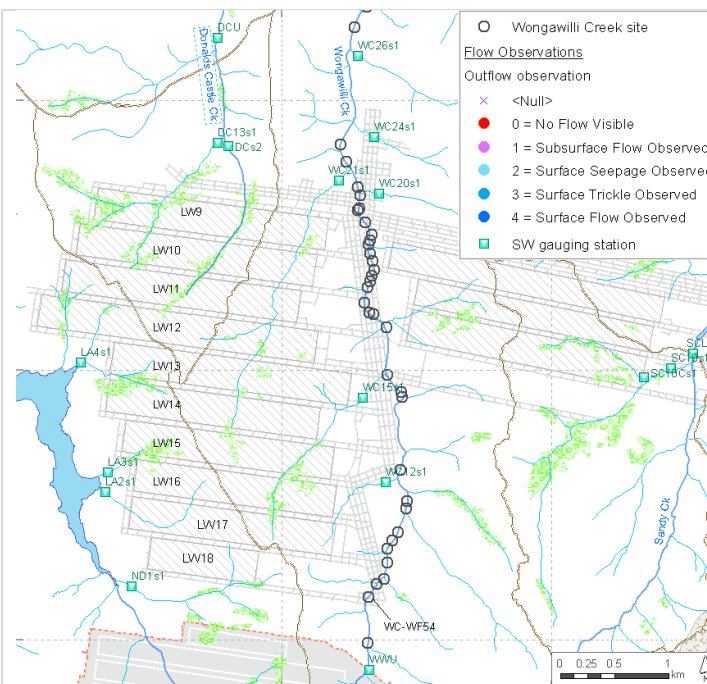 Wongawilli Creek site
Flow Observations
Outflow observation
<Null>
0 = No Flow Visible
1 = Subsurface Flow Observed
2 = Surface Seepage Observed
3 = Surface Trickle Observed
4 = Surface Flow Observed
SW gauging station
DCU
Donalds Castle Ck
Wongawilli Ck
WC26s1
DC13s1
DCs2
WC24s1
WC21s1
WC20s1
LW9
LW10
LW11
LW12
LW13
LW14
LW15
LW16
LW17
LW18
LA4s1
WC15s1
SCL
LA3s1
LA2s1
Sandy Ck
ND1s1
WC-WF54
WWU
0 0.25 0.5 1
km